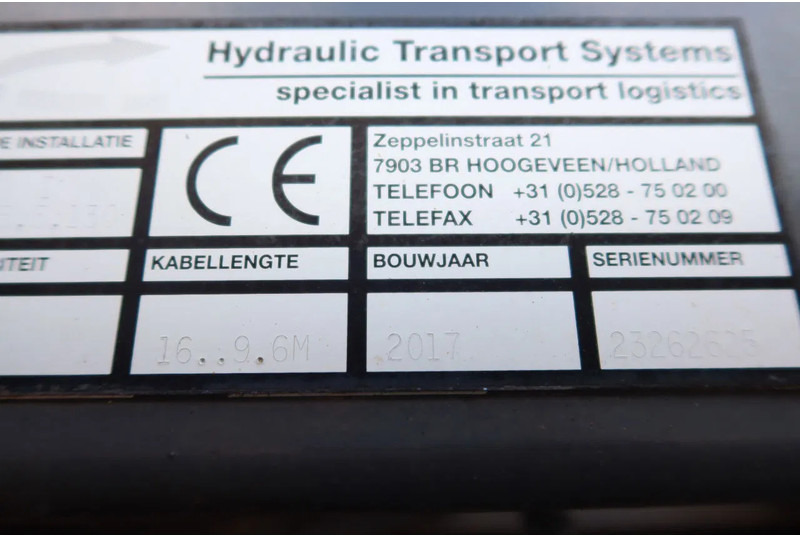 Hydraulic Transport Systems
specialist in transport logistics
E INSTALLATIE
CE
Zeppelinstraat 21
7903 BR HOOGEVEEN/HOLLAND
TELEFOON +31 (0)528 - 75 02 00
TELEFAX +31 (0)528 - 75 02 09
ITEIT
KABELLENGTE
BOUWJAAR
SERIENUMMER
16..9.6M
2017